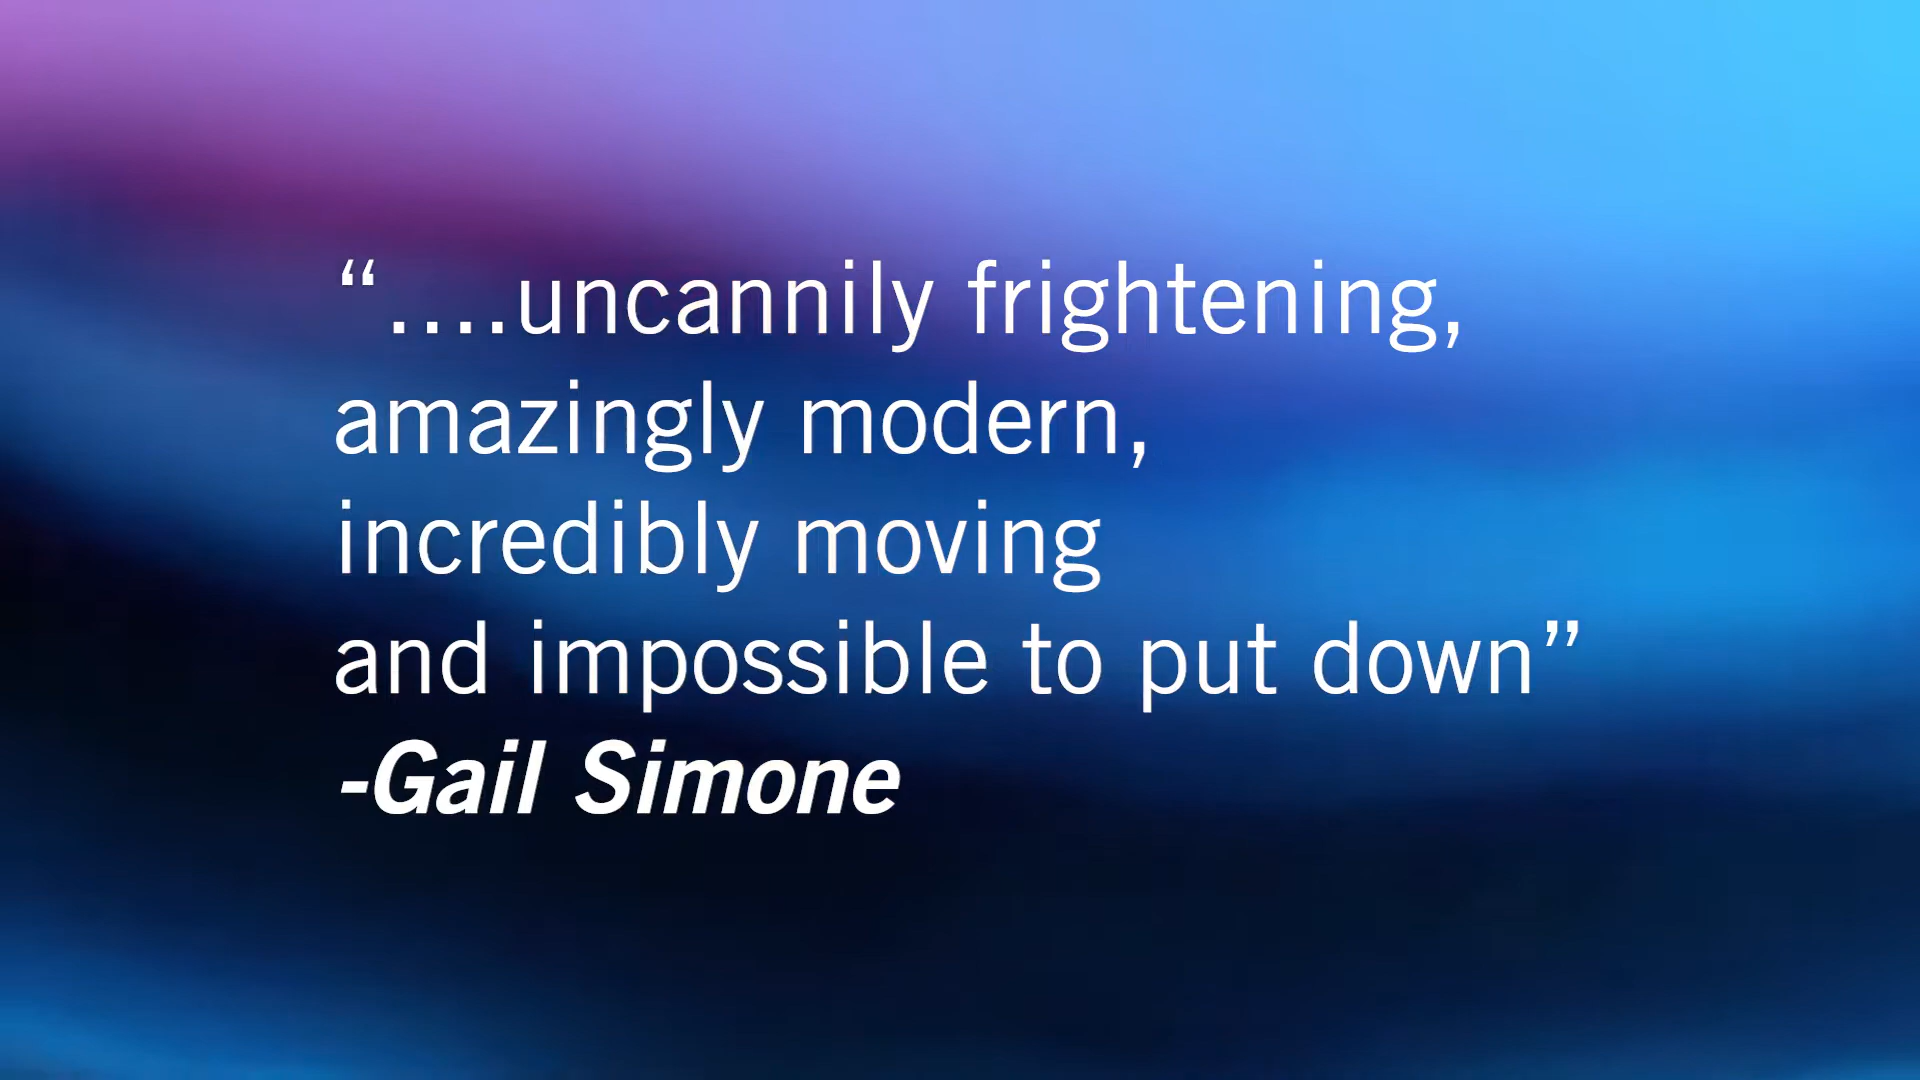 “....uncannily frightening,
amazingly modern,
incredibly moving
and impossible to put down”
-Gail Simone